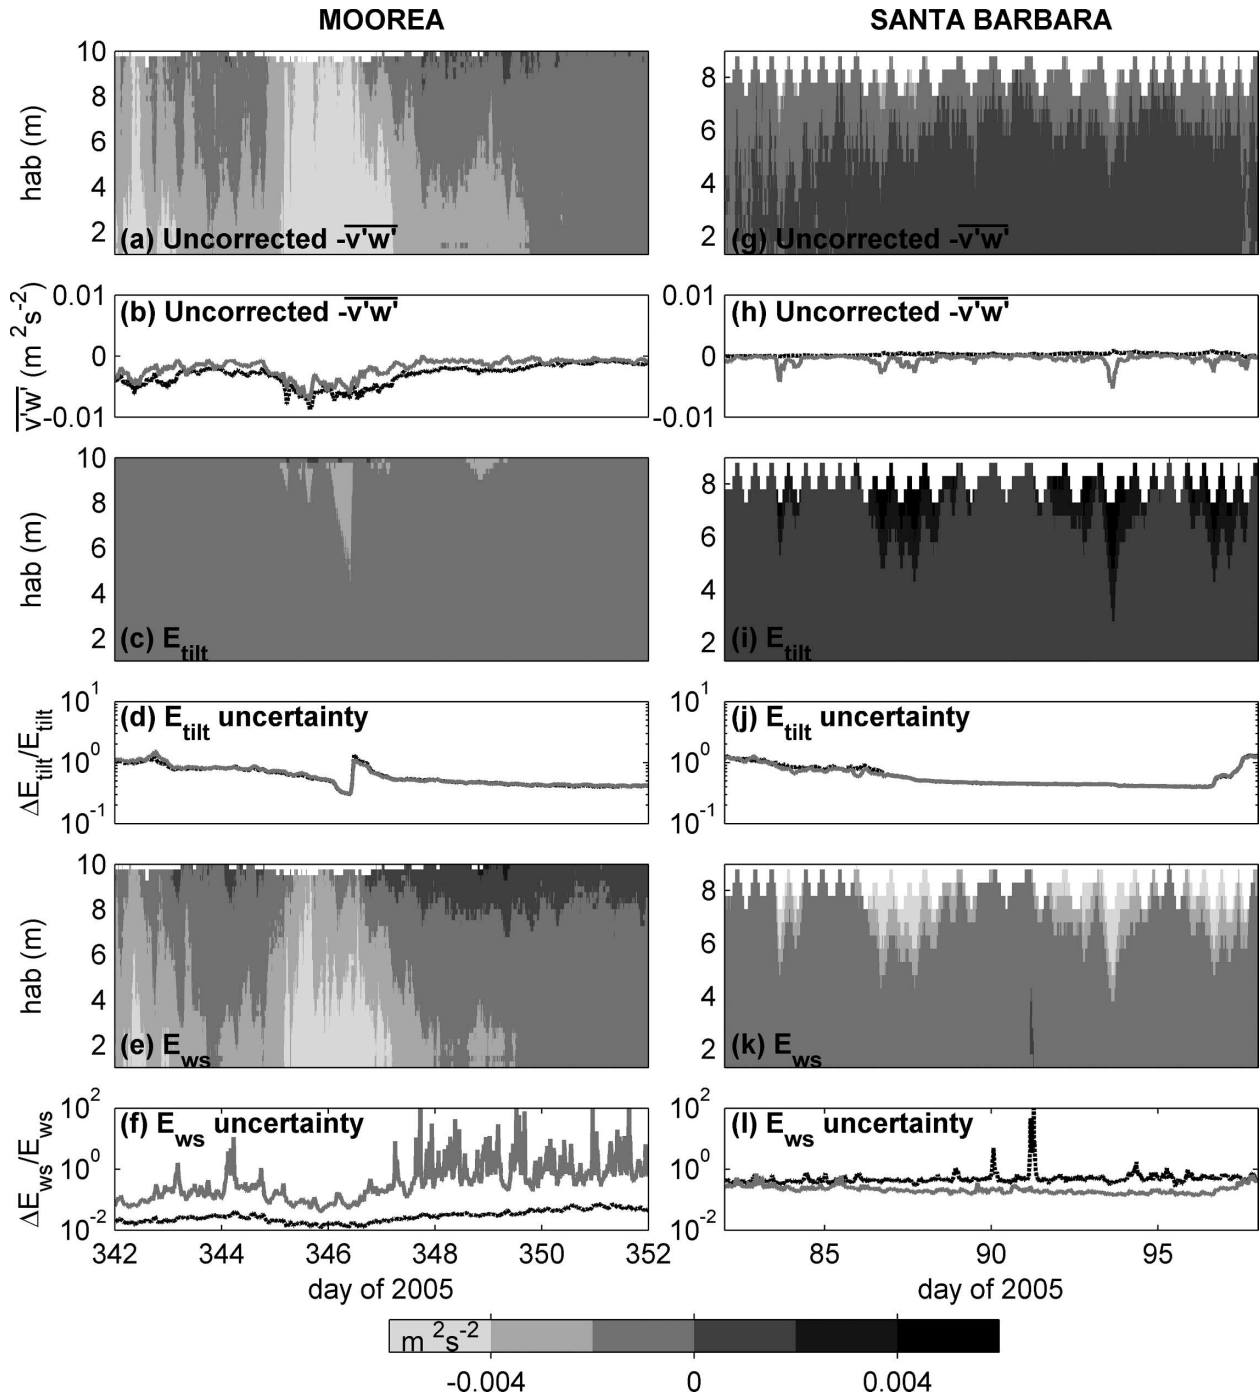 MOOREA
SANTA BARBARA
hab (m)
10
8
6
4
2
(a) Uncorrected -v'w'
8
6
4
2
(g) Uncorrected -v'w'
v'w' (m²s⁻²)
0.01
0
-0.01
(b) Uncorrected -v'w'
0.01
0
-0.01
(h) Uncorrected -v'w'
hab (m)
10
8
6
4
2
(c) E_tilt
8
6
4
2
(i) E_tilt
ΔE_tilt/E_tilt
10¹
10⁰
10⁻¹
(d) E_tilt uncertainty
10¹
10⁰
10⁻¹
(j) E_tilt uncertainty
hab (m)
10
8
6
4
2
(e) E_ws
8
6
4
2
(k) E_ws
ΔE_ws/E_ws
10²
10⁰
10⁻²
(f) E_ws uncertainty
342 344 346 348 350 352
day of 2005
10²
10⁰
10⁻²
(l) E_ws uncertainty
85 90 95
day of 2005
m²s⁻²
-0.004 0 0.004